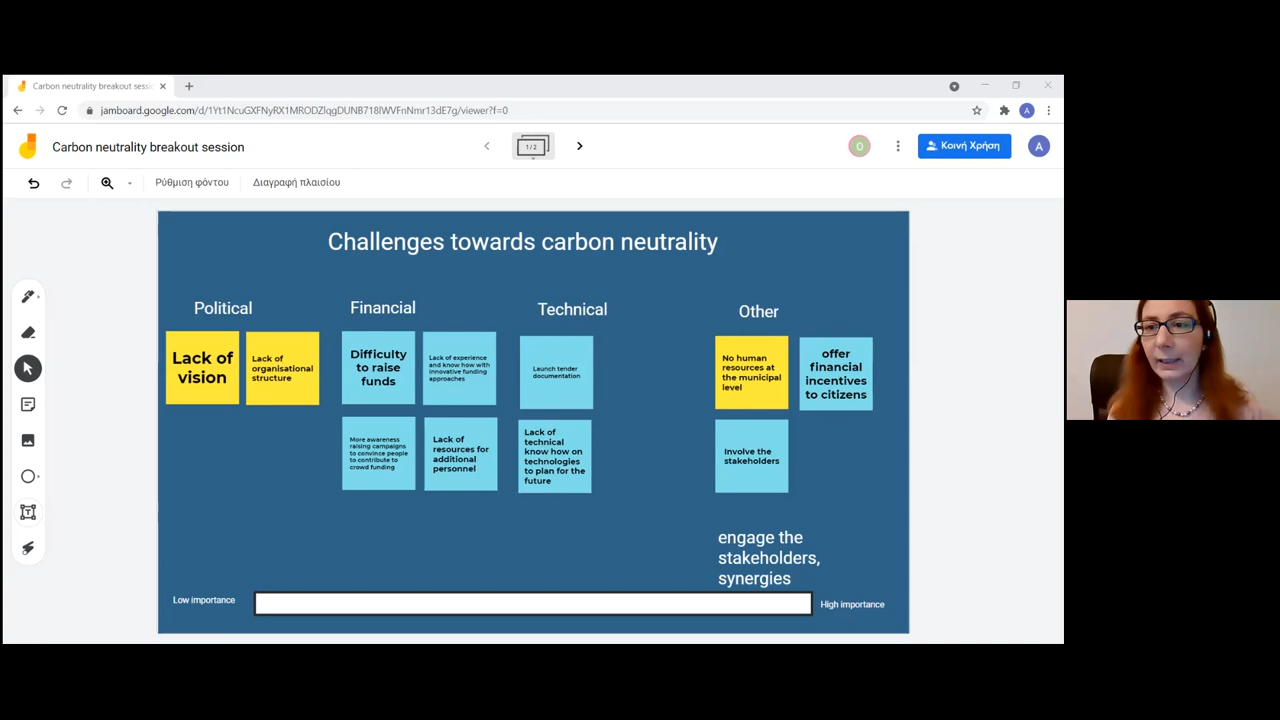 Carbon neutrality breakout sessi
jamboard.google.com/d/1Yt1NcuGXFNyRX1MRODZlqgDUNB718lWVFnNmr13dE7g/viewer?f=0
A
Carbon neutrality breakout session
1/2
O
Κοινή Χρήση
A
Ρύθμιση φόντου
Διαγραφή πλαισίου
Challenges towards carbon neutrality
Political
Financial
Technical
Other
Lack of
vision
Lack of
organisational
structure
Difficulty
to raise
funds
Lack of experience
and know how with
innovative funding
approaches
Launch tender
documentation
No human
resources at
the municipal
level
offer
financial
incentives
to citizens
More awareness
raising campaigns
to convince people
to contribute to
crowd funding
Lack of
resources for
additional
personnel
Lack of
technical
know how on
technologies
to plan for the
future
Involve the
stakeholders
engage the
stakeholders,
synergies
Low importance
High importance